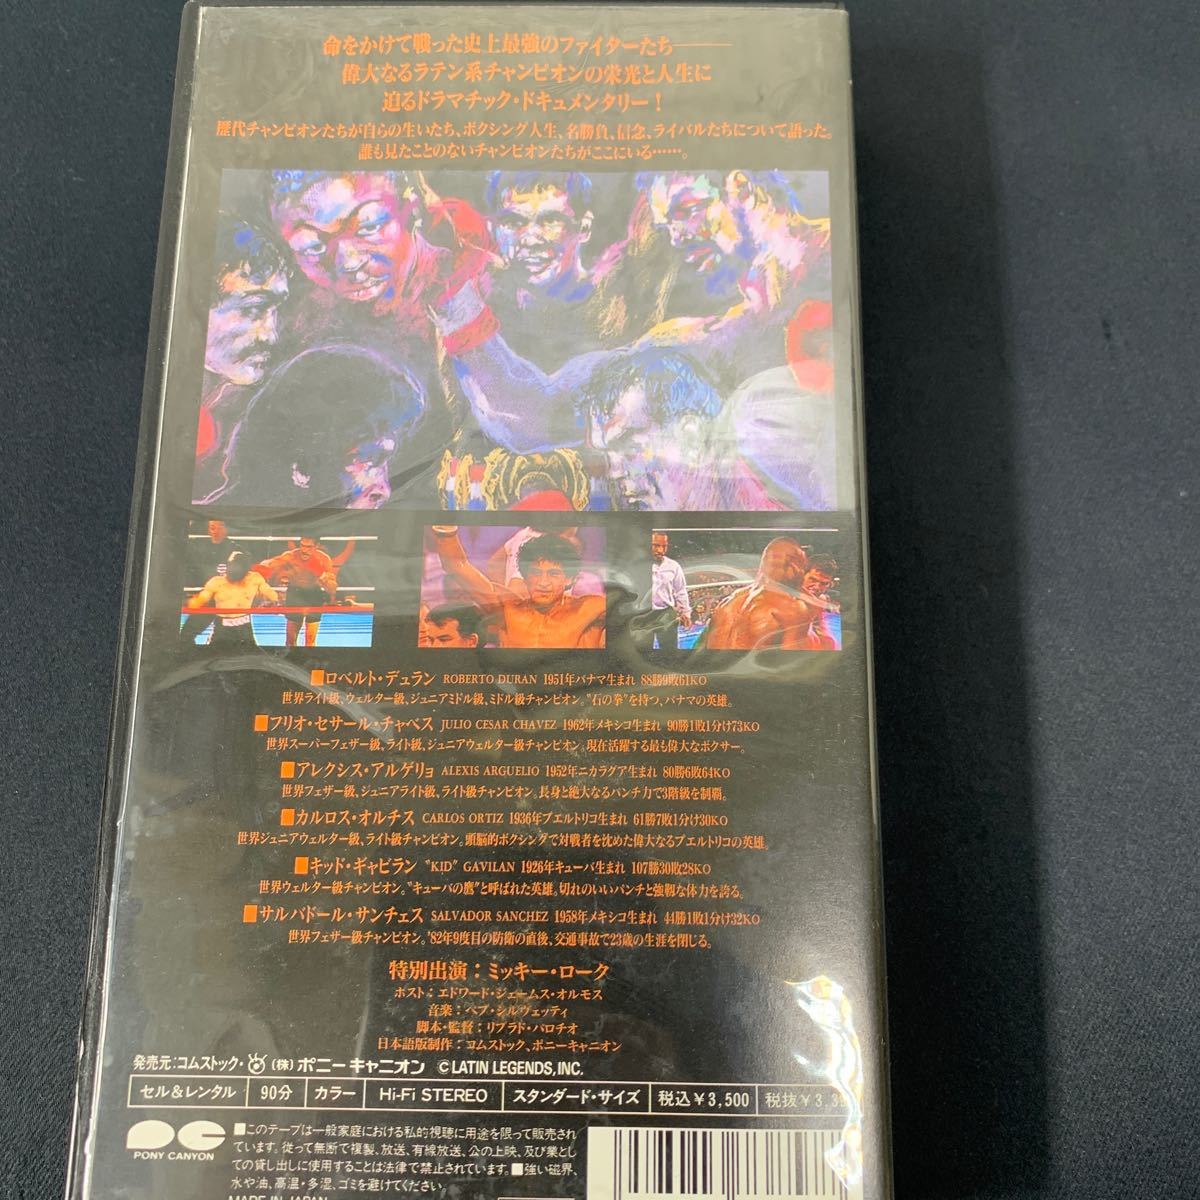 命をかけて戦った史上最強のファイターたち———
偉大なるラテン系チャンピオンの栄光と人生に
迫るドラマチック・ドキュメンタリー！
歴代チャンピオンたちが自らの生いたち、ボクシング人生、名勝負、信念、ライバルたちについて語った。
誰も見たことのないチャンピオンたちがここにいる……。
■ロベルト・デュラン ROBERTO DURAN 1951年パナマ生まれ 88勝9敗61KO
世界ライト級、ウェルター級、ジュニアミドル級、ミドル級チャンピオン。〝石の拳〟を持つ、パナマの英雄。
■フリオ・セサール・チャベス JULIO CESAR CHAVEZ 1962年メキシコ生まれ 90勝1敗1分け73KO
世界スーパーフェザー級、ライト級、ジュニアウェルター級チャンピオン。現在活躍する最も偉大なボクサー。
■アレクシス・アルゲリョ ALEXIS ARGUELIO 1952年ニカラグア生まれ 80勝6敗64KO
世界フェザー級、ジュニアライト級、ライト級チャンピオン。長身と絶大なるパンチ力で3階級を制覇。
■カルロス・オルチス CARLOS ORTIZ 1936年プエルトリコ生まれ 61勝7敗1分け30KO
世界ジュニアウェルター級、ライト級チャンピオン。頭脳的ボクシングで対戦者を沈めた偉大なるプエルトリコの英雄。
■キッド・ギャビラン 〝KID〟 GAVILAN 1926年キューバ生まれ 107勝30敗28KO
世界ウェルター級チャンピオン。〝キューバの鷹〟と呼ばれた英雄。切れのいいパンチと強靱な体力を誇る。
■サルバドール・サンチェス SALVADOR SANCHEZ 1958年メキシコ生まれ 44勝1敗1分け32KO
世界フェザー級チャンピオン。'82年9度目の防衛の直後、交通事故で23歳の生涯を閉じる。
特別出演：ミッキー・ローク
ホスト：エドワード・ジェームス・オルモス
音楽：ペプ・シルヴェッティ
脚本・監督：リプラド・バロチオ
日本語版制作：コムストック、ポニーキャニオン
発売元：コムストック・(株)ポニーキャニオン ©LATIN LEGENDS, INC.
セル&レンタル 90分 カラー Hi-Fi STEREO スタンダード・サイズ 税込￥3,500 税抜￥3,39
PONY CANYON
■このテープは一般家庭における私的視聴に用途を限って販売され
ています。従って無断で複製、放送、有線放送、公の上映、及び業とし
ての貸し出しに使用することは法律で禁止されています。■強い磁界、
水や油、高温・多湿、ゴミを避けてください。
MADE IN JAPAN